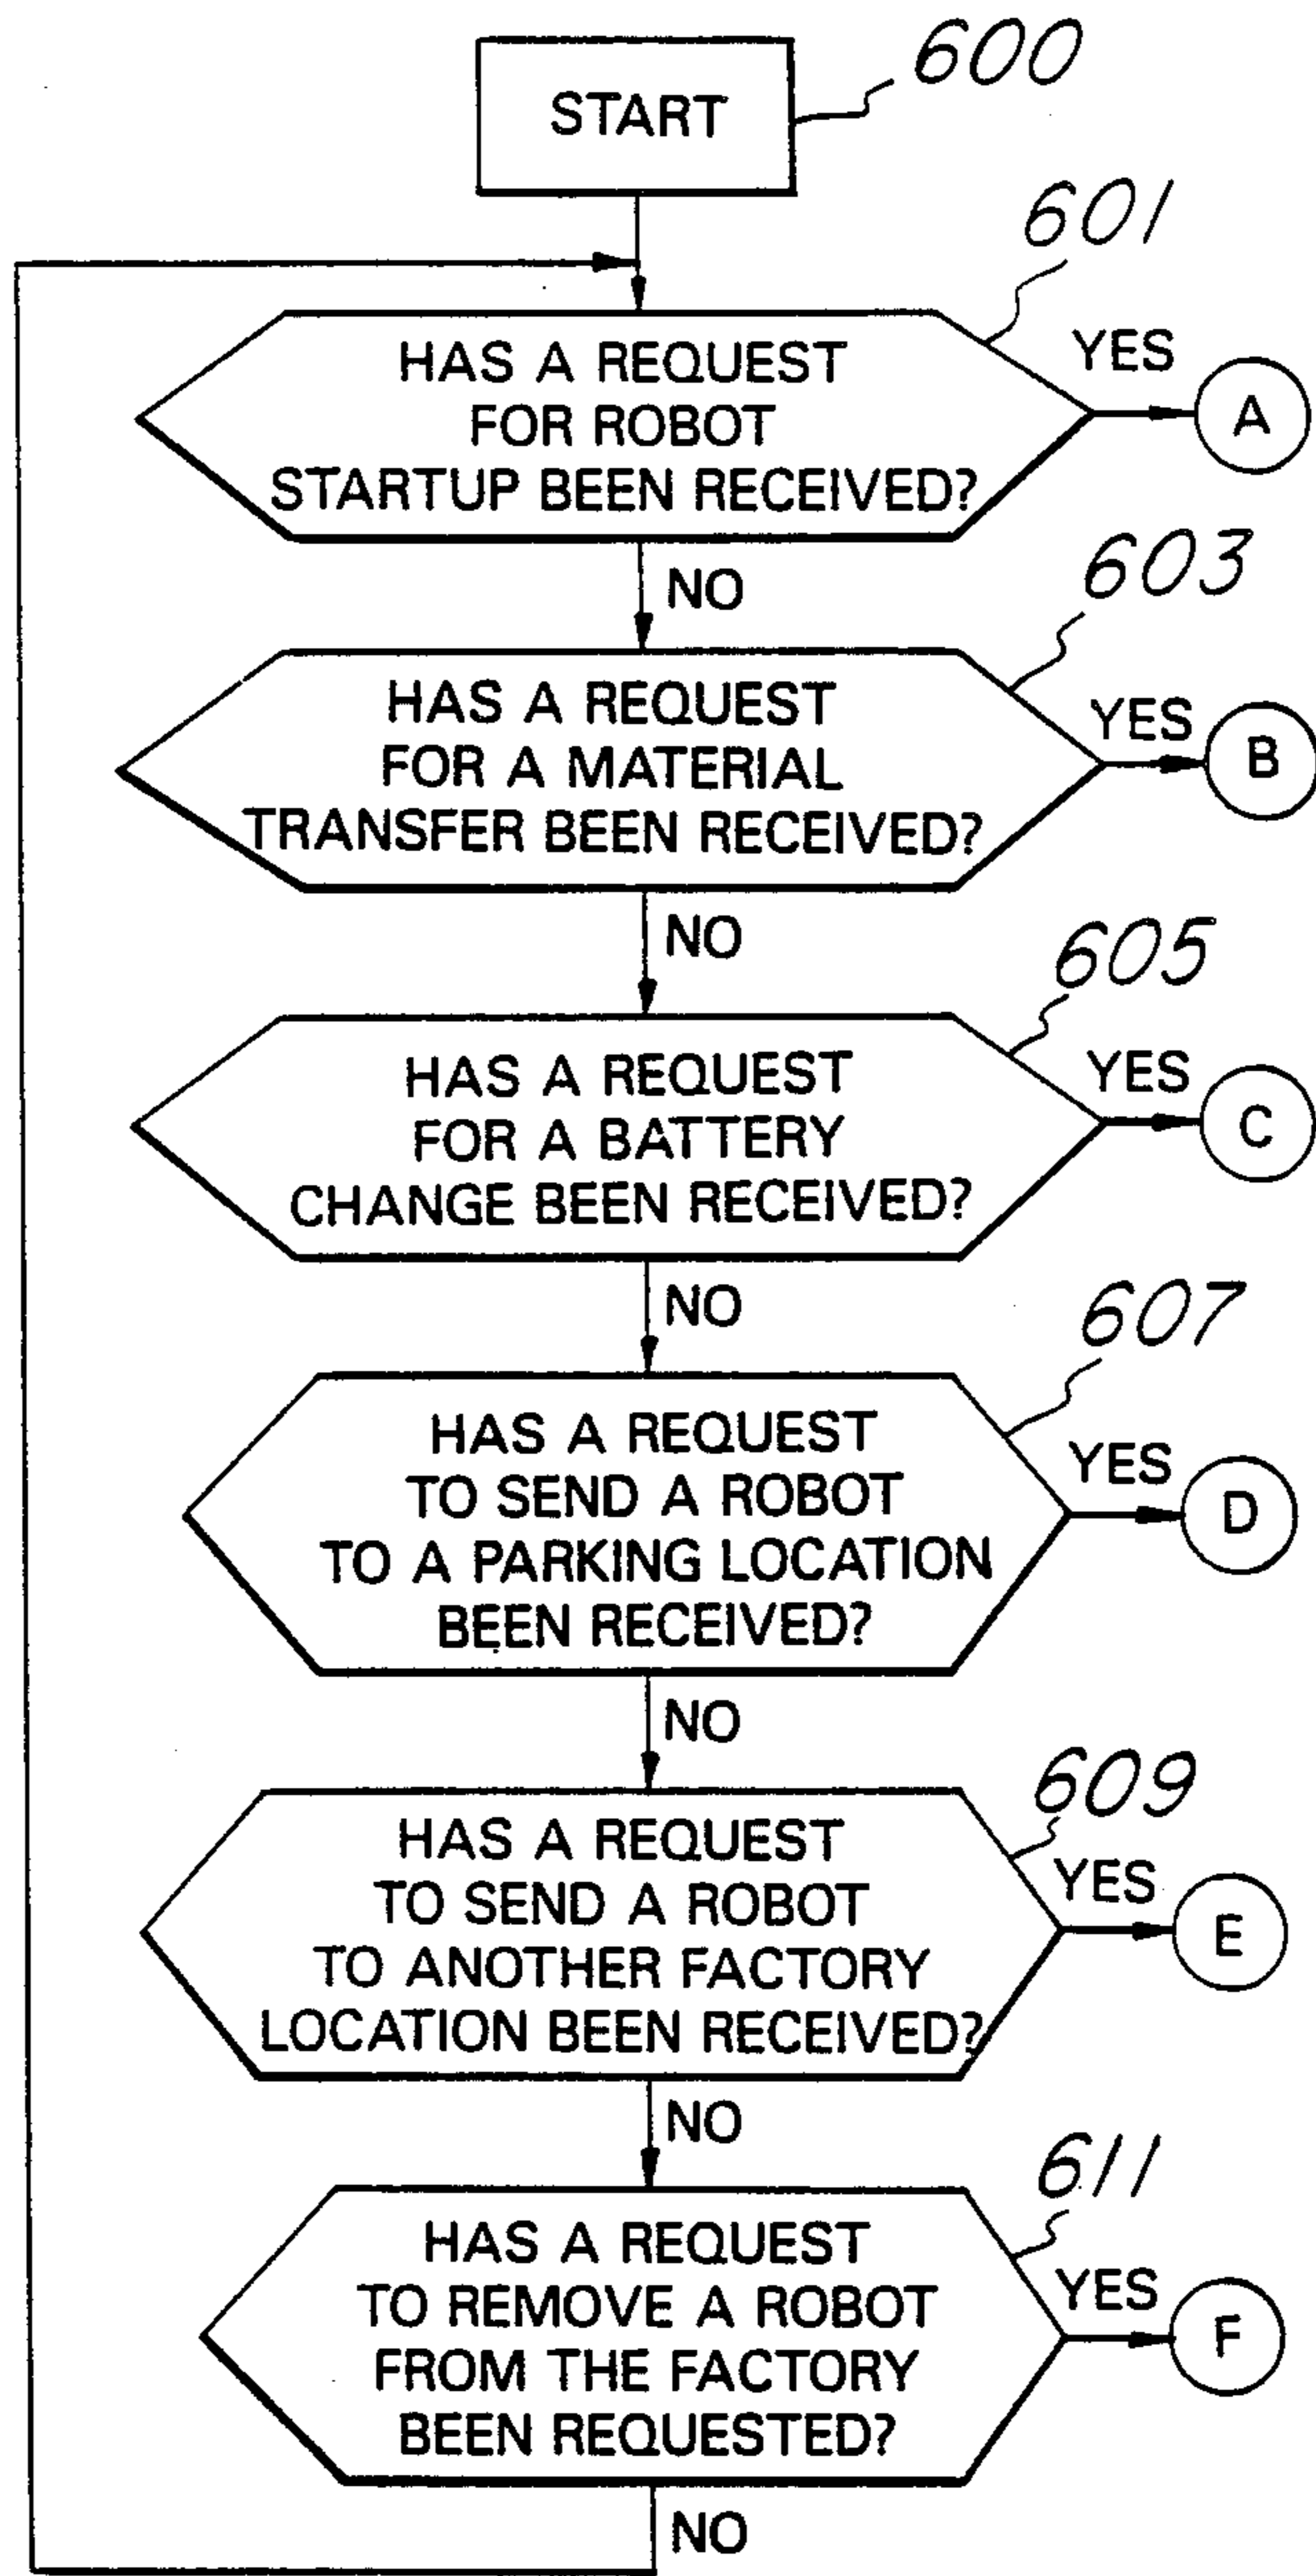 600
START
601
HAS A REQUEST
FOR ROBOT
STARTUP BEEN RECEIVED?
YES
A
NO
603
HAS A REQUEST
FOR A MATERIAL
TRANSFER BEEN RECEIVED?
YES
B
NO
605
HAS A REQUEST
FOR A BATTERY
CHANGE BEEN RECEIVED?
YES
C
NO
607
HAS A REQUEST
TO SEND A ROBOT
TO A PARKING LOCATION
BEEN RECEIVED?
YES
D
NO
609
HAS A REQUEST
TO SEND A ROBOT
TO ANOTHER FACTORY
LOCATION BEEN RECEIVED?
YES
E
NO
611
HAS A REQUEST
TO REMOVE A ROBOT
FROM THE FACTORY
BEEN REQUESTED?
YES
F
NO